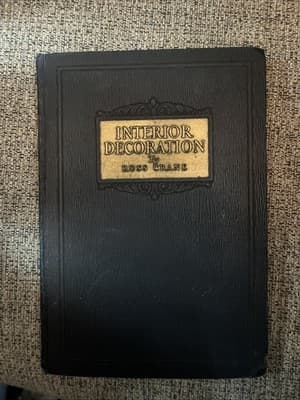 INTERIOR
DECORATION
By
ROSS CRANE